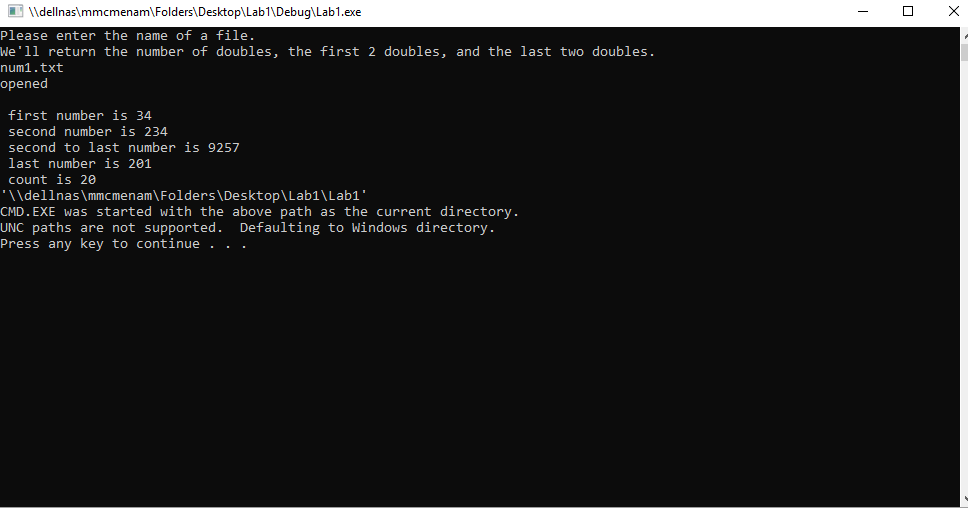 \\dellnas\mmcmenam\Folders\Desktop\Lab1\Debug\Lab1.exe
Please enter the name of a file.
We'll return the number of doubles, the first 2 doubles, and the last two doubles.
num1.txt
opened
first number is 34
second number is 234
second to last number is 9257
last number is 201
count is 20
'\\dellnas\mmcmenam\Folders\Desktop\Lab1\Lab1'
CMD.EXE was started with the above path as the current directory.
UNC paths are not supported.  Defaulting to Windows directory.
Press any key to continue . . .